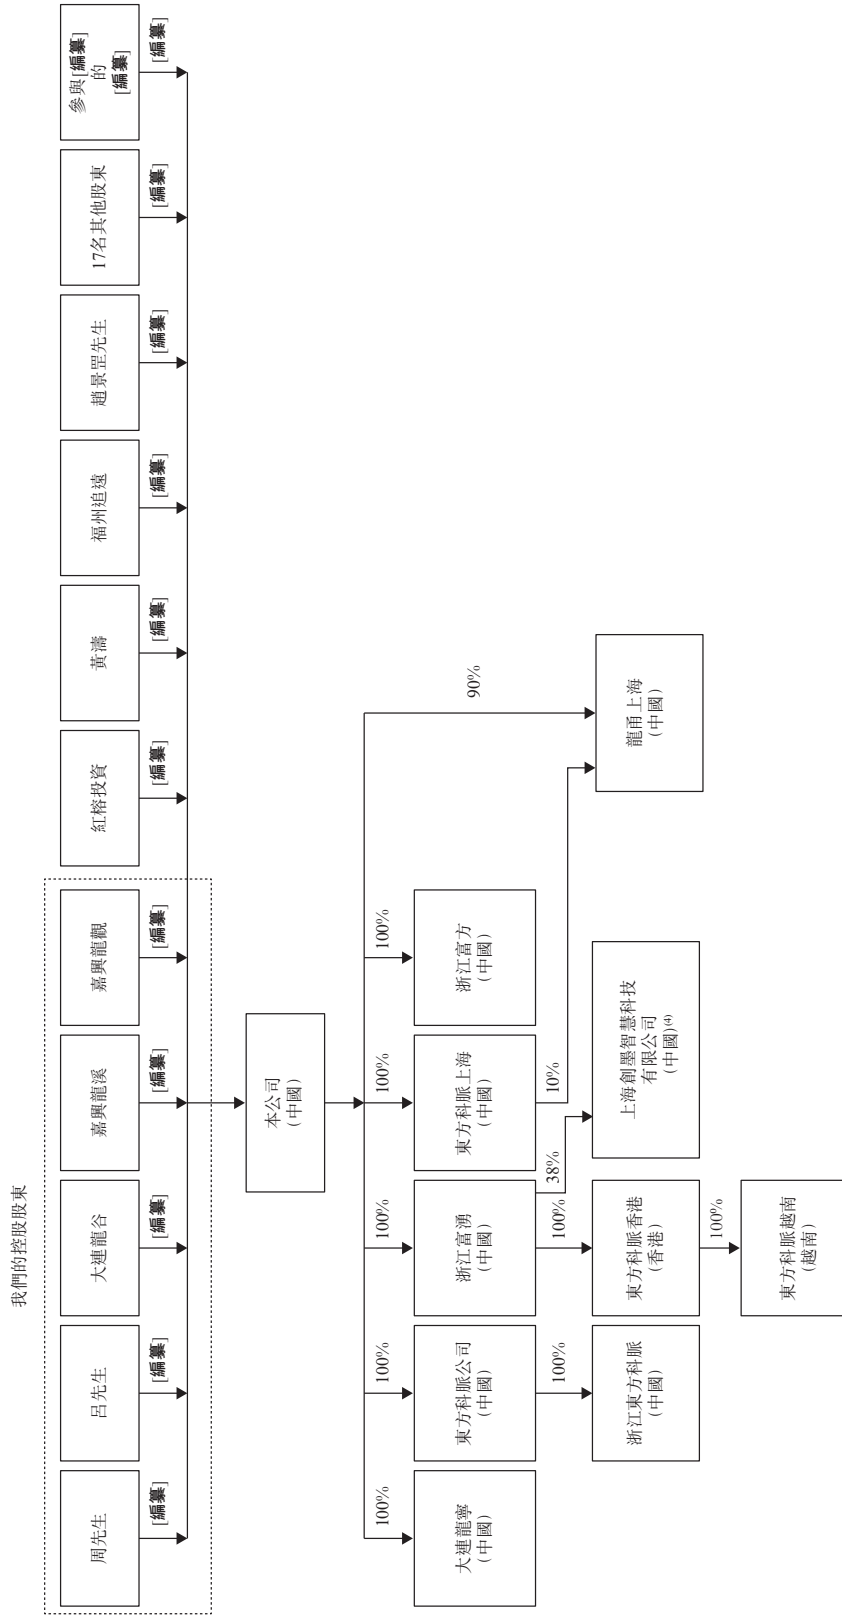 我們的控股股東
周先生
呂先生
大連龍谷
嘉興龍溪
嘉興龍觀
紅榕投資
黃濤
福州追遠
趙景罡先生
17名其他股東
參與[編纂]
的
[編纂]
[編纂]
[編纂]
[編纂]
[編纂]
[編纂]
[編纂]
[編纂]
[編纂]
[編纂]
[編纂]
[編纂]
本公司
(中國)
100%
100%
100%
100%
100%
90%
大連龍寧
(中國)
東方科脈公司
(中國)
浙江富湧
(中國)
東方科脈上海
(中國)
浙江富方
(中國)
100%
100%
38%
10%
浙江東方科脈
(中國)
東方科脈香港
(香港)
上海創墨智慧科技
有限公司
(中國)(4)
龍甬上海
(中國)
100%
東方科脈越南
(越南)